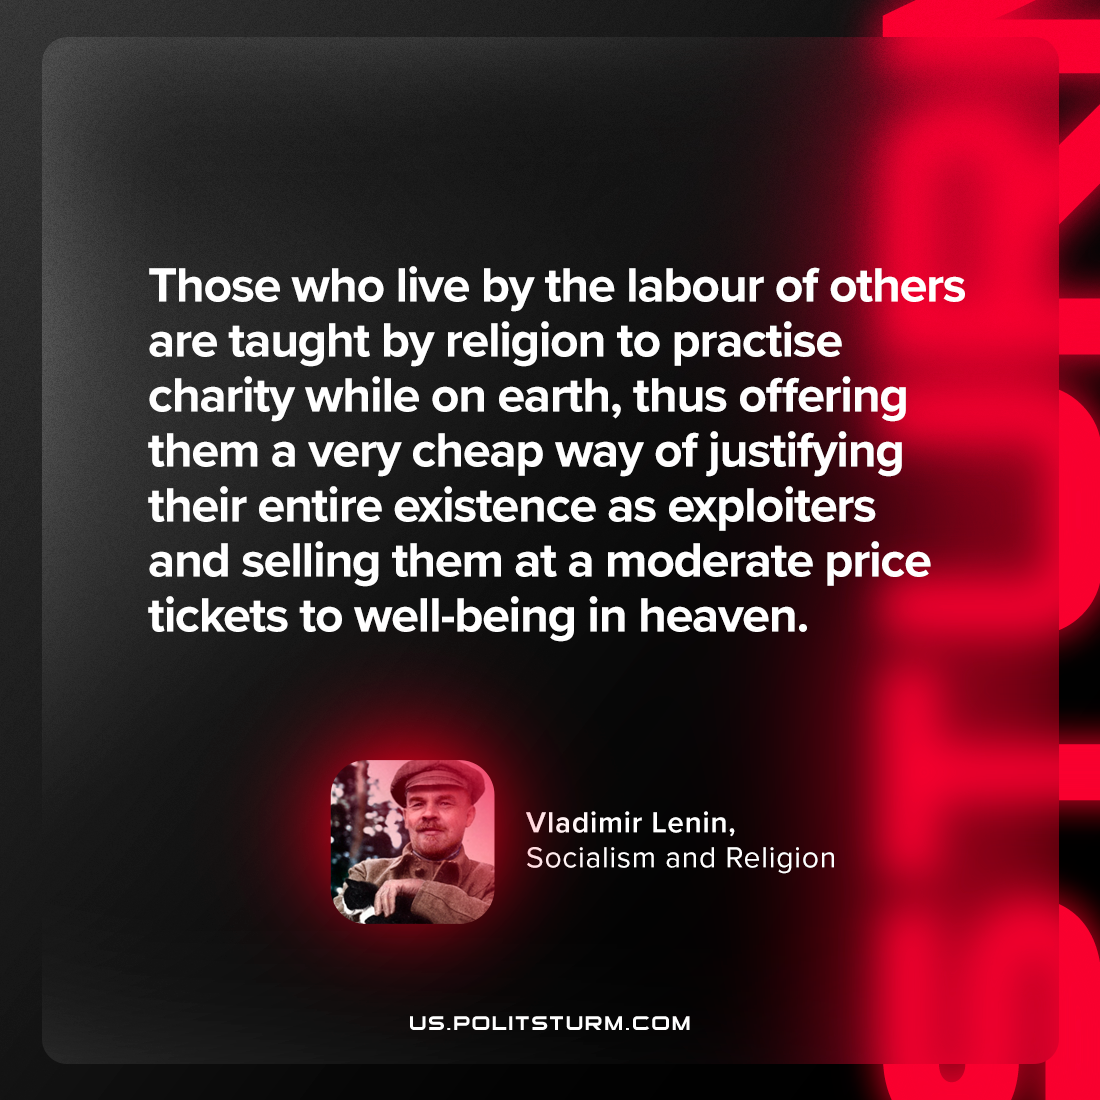 Those who live by the labour of others
are taught by religion to practise
charity while on earth, thus offering
them a very cheap way of justifying
their entire existence as exploiters
and selling them at a moderate price
tickets to well-being in heaven.
Vladimir Lenin,
Socialism and Religion
US.POLITSTURM.COM